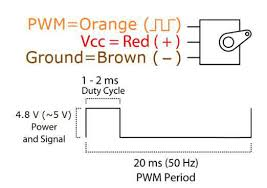 PWM=Orange (⎍⎍)
Vcc = Red ( + )
Ground=Brown ( − )
1 - 2 ms
Duty Cycle
4.8 V (~5 V)
Power
and Signal
20 ms (50 Hz)
PWM Period